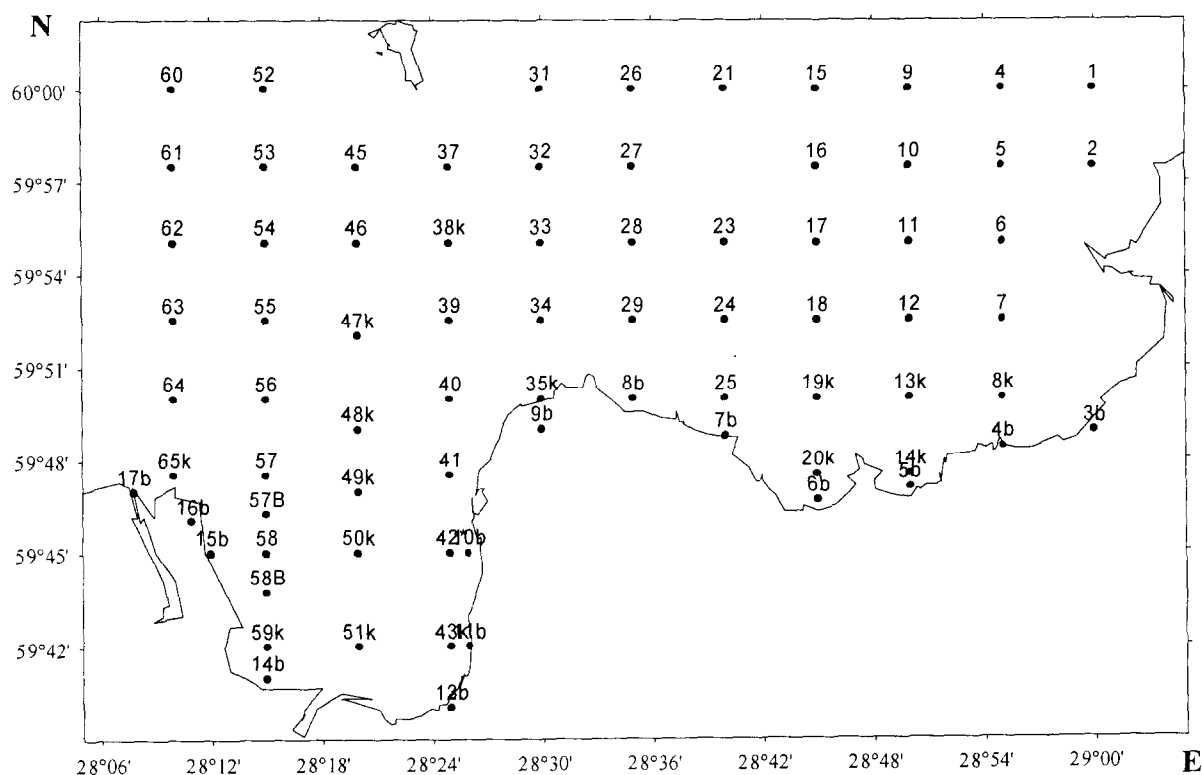 N
60 52 31 26 21 15 9 4 1
60°00'
61 53 45 37 32 27 16 10 5 2
59°57'
62 54 46 38k 33 28 23 17 11 6
59°54'
63 55 47k 39 34 29 24 18 12 7
59°51'
64 56 40 35k 8b 25 19k 13k 8k
48k 9b 7b 4b 3b
59°48'
17b 65k 57 41 20k 14k
57B 49k 6b 5b
16b
15b 58 50k 42 10b
59°45'
58B
59k 51k 43k 11b
59°42'
14b
12b
28°06' 28°12' 28°18' 28°24' 28°30' 28°36' 28°42' 28°48' 28°54' 29°00' E